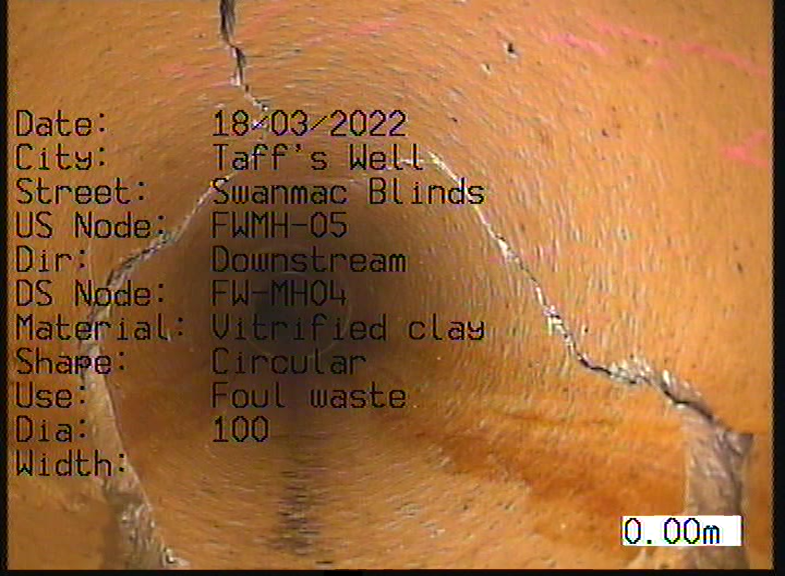 Date: 18/03/2022
City: Taff's Well
Street: Swanmac Blinds
US Node: FWMH-05
Dir: Downstream
DS Node: FW-MH04
Material: Vitrified clay
Shape: Circular
Use: Foul waste
Dia: 100
Width:
0.00m